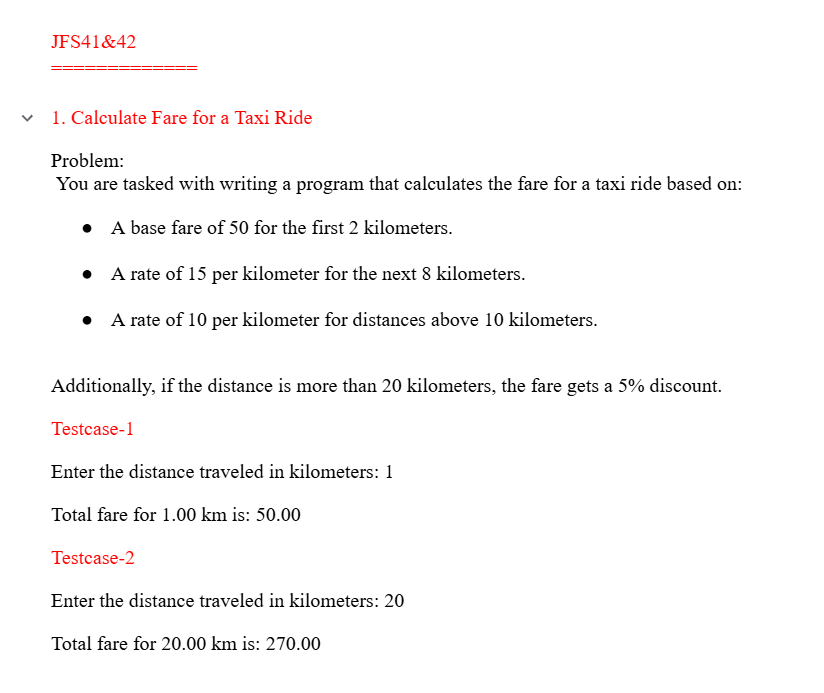 JFS41&42
=============
1. Calculate Fare for a Taxi Ride
Problem:
You are tasked with writing a program that calculates the fare for a taxi ride based on:
● A base fare of 50 for the first 2 kilometers.
● A rate of 15 per kilometer for the next 8 kilometers.
● A rate of 10 per kilometer for distances above 10 kilometers.
Additionally, if the distance is more than 20 kilometers, the fare gets a 5% discount.
Testcase-1
Enter the distance traveled in kilometers: 1
Total fare for 1.00 km is: 50.00
Testcase-2
Enter the distance traveled in kilometers: 20
Total fare for 20.00 km is: 270.00